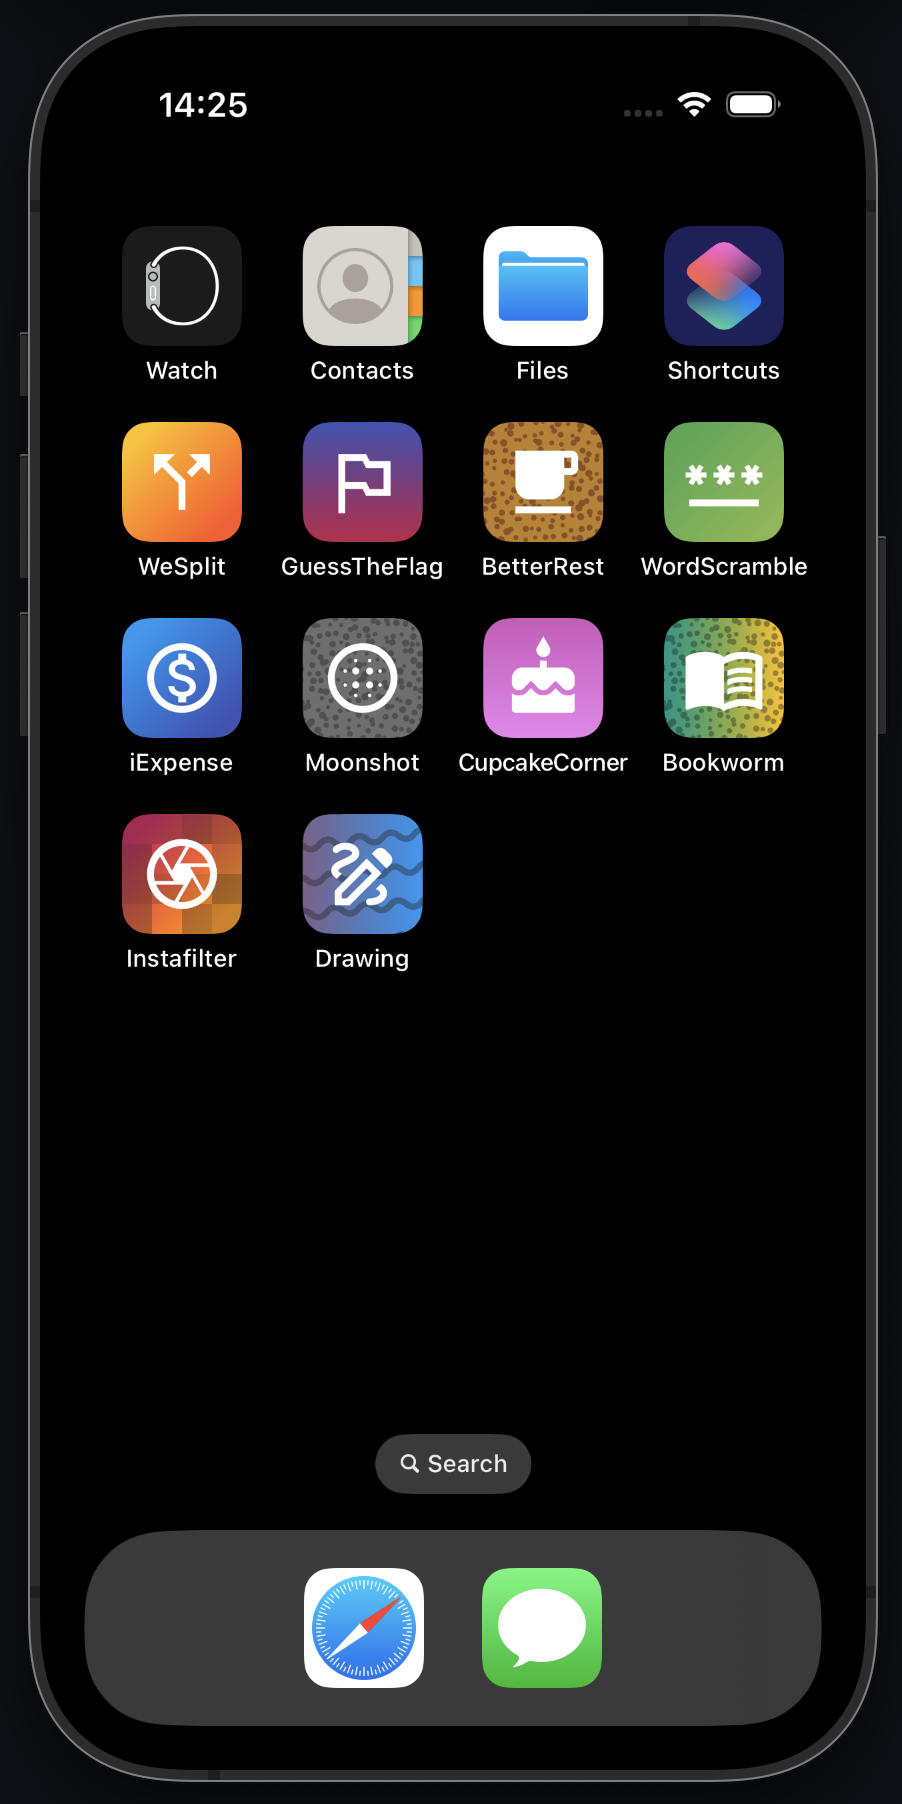 14:25
Watch Contacts Files Shortcuts
WeSplit GuessTheFlag BetterRest WordScramble
iExpense Moonshot CupcakeCorner Bookworm
Instafilter Drawing
Search